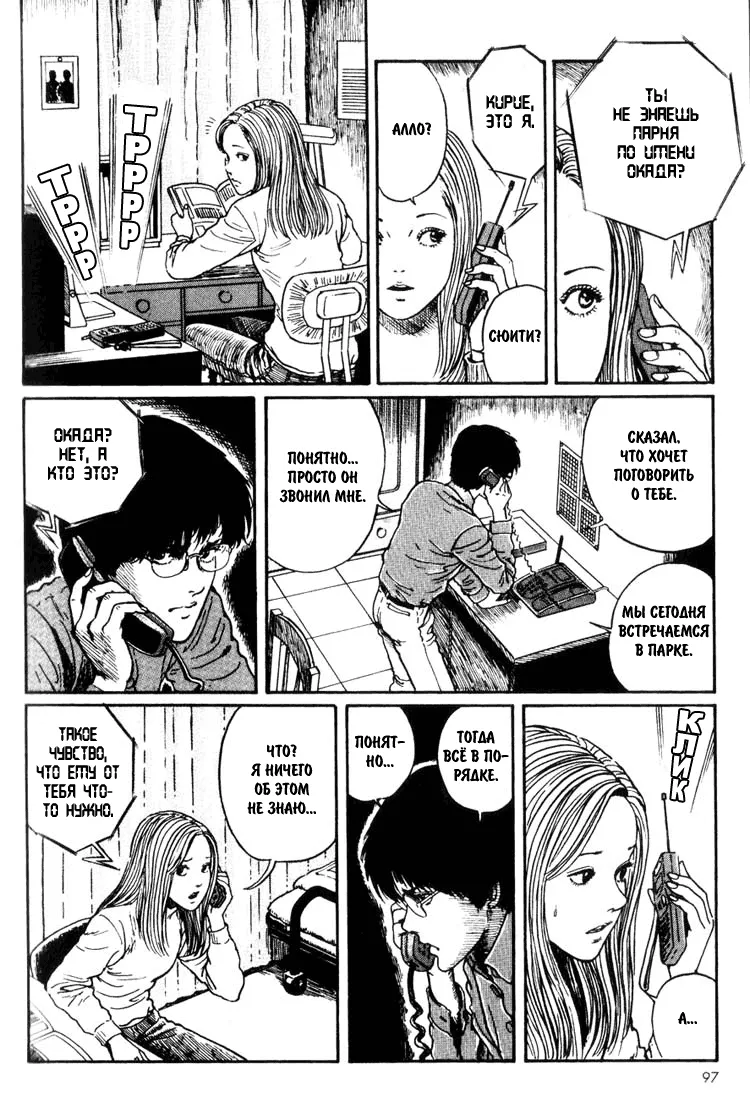 ТРРР
ТРРРР
АЛЛО?
КИРИЕ,
ЭТО Я.
СЮИТИ?
ТЫ
НЕ ЗНАЕШЬ
ПАРНЯ
ПО ИМЕНИ
ОКАДА?
ОКАДА?
НЕТ, А
КТО ЭТО?
ПОНЯТНО...
ПРОСТО ОН
ЗВОНИЛ МНЕ.
СКАЗАЛ,
ЧТО ХОЧЕТ
ПОГОВОРИТЬ
О ТЕБЕ.
МЫ СЕГОДНЯ
ВСТРЕЧАЕМСЯ
В ПАРКЕ.
ТАКОЕ
ЧУВСТВО,
ЧТО ЕМУ ОТ
ТЕБЯ ЧТО-
ТО НУЖНО.
ЧТО?
Я НИЧЕГО
ОБ ЭТОМ
НЕ ЗНАЮ...
ПОНЯТ-
НО...
ТОГДА
ВСЁ В ПО-
РЯДКЕ.
КЛИК
А...
97